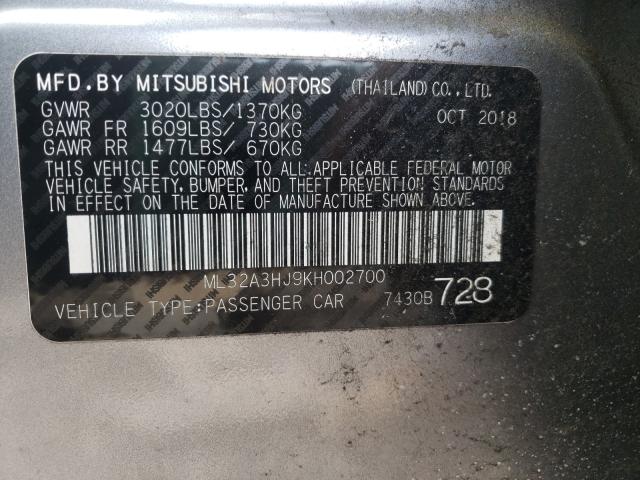 MFD.BY MITSUBISHI MOTORS (THAILAND)CO.,LTD.
GVWR 3020LBS/1370KG OCT 2018
GAWR FR 1609LBS/ 730KG
GAWR RR 1477LBS/ 670KG
THIS VEHICLE CONFORMS TO ALL APPLICABLE FEDERAL MOTOR
VEHICLE SAFETY, BUMPER, AND THEFT PREVENTION STANDARDS
IN EFFECT ON THE DATE OF MANUFACTURE SHOWN ABOVE.
ML32A3HJ9KH002700
VEHICLE TYPE:PASSENGER CAR 7430B 728